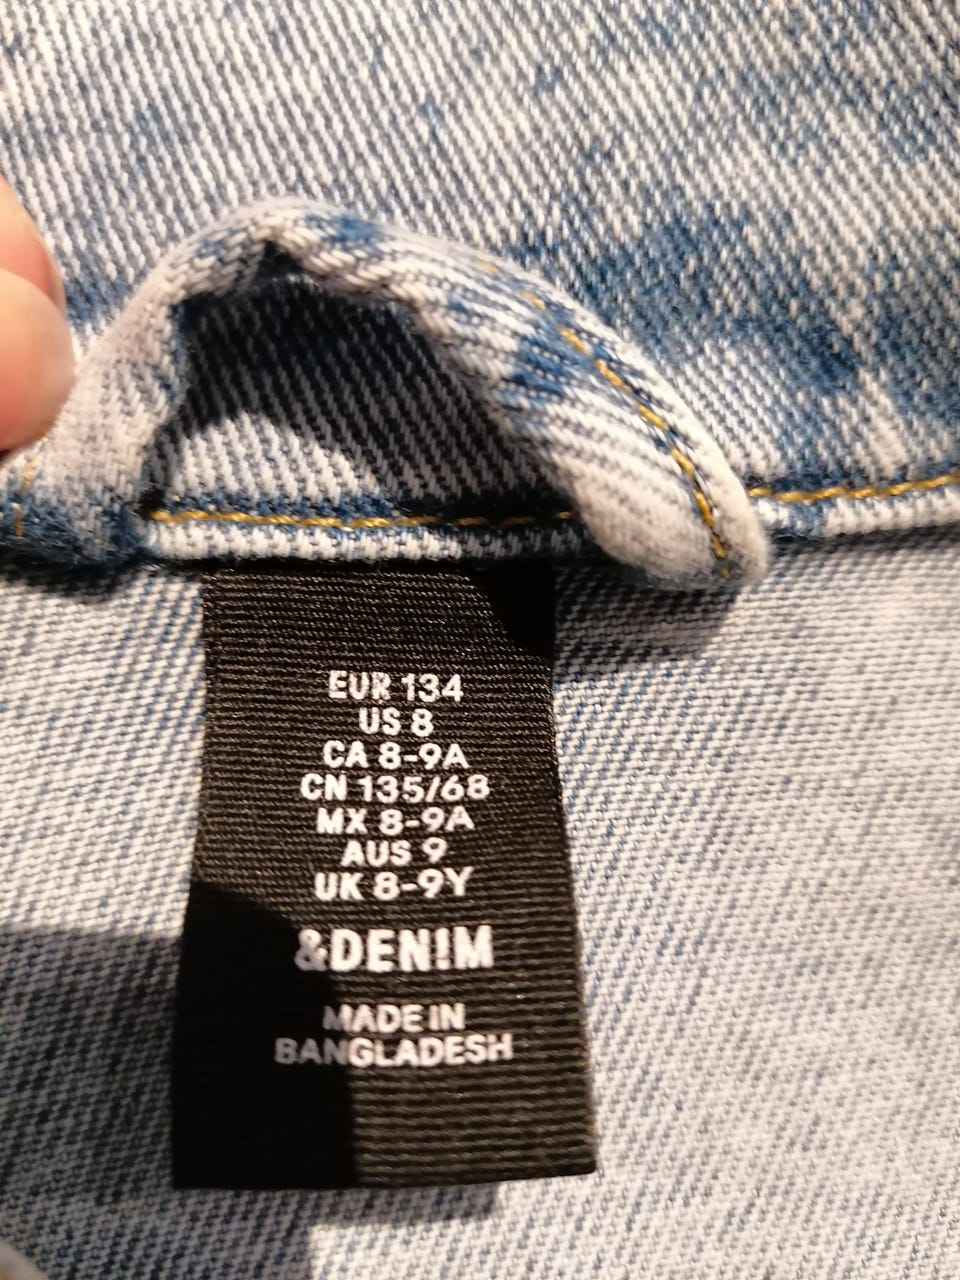 EUR 134
US 8
CA 8-9A
CN 135/68
MX 8-9A
AUS 9
UK 8-9Y
&DEN!M
MADE IN
BANGLADESH